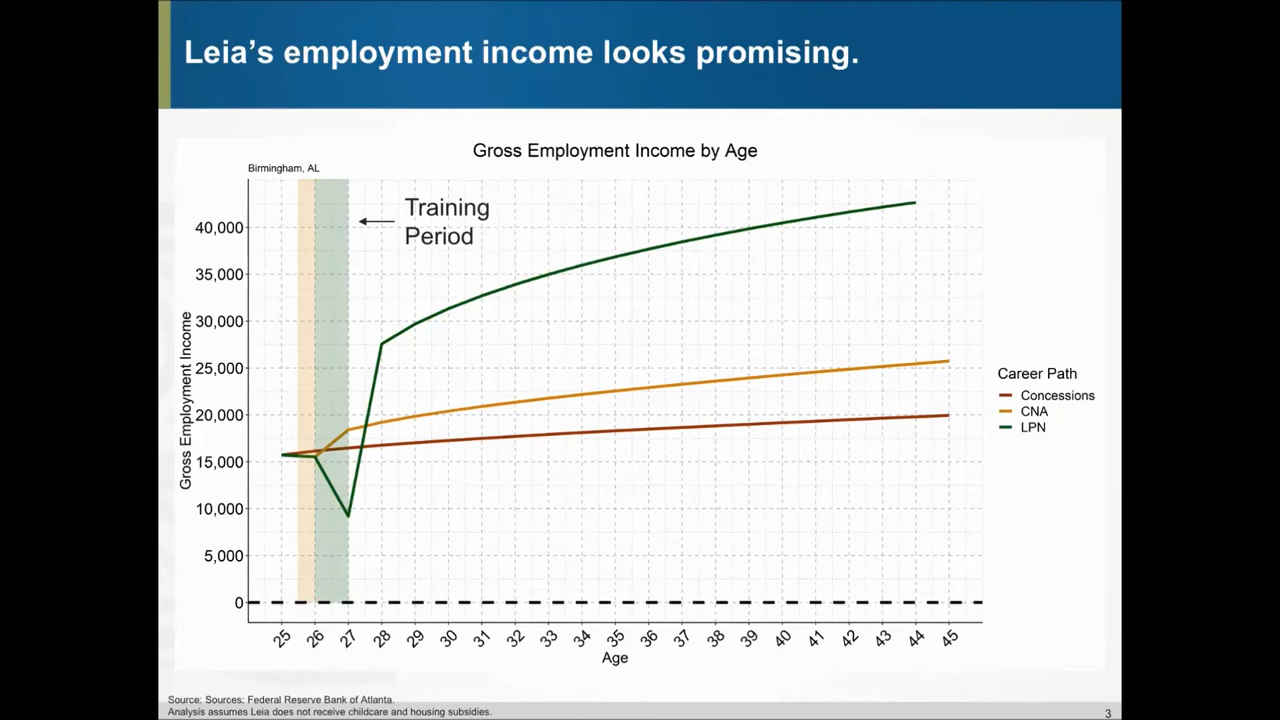 Leia’s employment income looks promising.
Gross Employment Income by Age
Birmingham, AL
Training
Period
40,000
35,000
30,000
25,000
20,000
15,000
10,000
5,000
0
Gross Employment Income
25 26 27 28 29 30 31 32 33 34 35 36 37 38 39 40 41 42 43 44 45
Age
Career Path
Concessions
CNA
LPN
Source: Sources: Federal Reserve Bank of Atlanta.
Analysis assumes Leia does not receive childcare and housing subsidies.
3